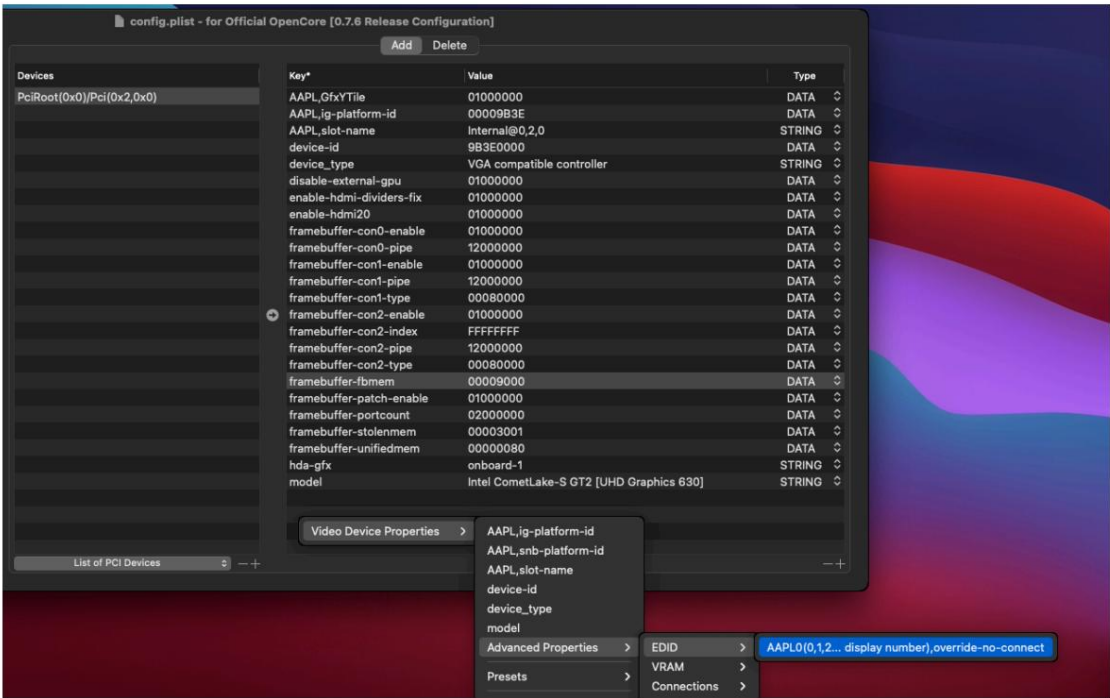 config.plist - for Official OpenCore [0.7.6 Release Configuration]
Add Delete
Devices
Key* Value Type
PciRoot(0x0)/Pci(0x2,0x0)
AAPL,GfxYTile 01000000 DATA
AAPL,ig-platform-id 00009B3E DATA
AAPL,slot-name Internal@0,2,0 STRING
device-id 9B3E0000 DATA
device_type VGA compatible controller STRING
disable-external-gpu 01000000 DATA
enable-hdmi-dividers-fix 01000000 DATA
enable-hdmi20 01000000 DATA
framebuffer-con0-enable 01000000 DATA
framebuffer-con0-pipe 12000000 DATA
framebuffer-con1-enable 01000000 DATA
framebuffer-con1-pipe 12000000 DATA
framebuffer-con1-type 00080000 DATA
framebuffer-con2-enable 01000000 DATA
framebuffer-con2-index FFFFFFFF DATA
framebuffer-con2-pipe 12000000 DATA
framebuffer-con2-type 00080000 DATA
framebuffer-fbmem 00009000 DATA
framebuffer-patch-enable 01000000 DATA
framebuffer-portcount 02000000 DATA
framebuffer-stolenmem 00003001 DATA
framebuffer-unifiedmem 00000080 DATA
hda-gfx onboard-1 STRING
model Intel CometLake-S GT2 [UHD Graphics 630] STRING
List of PCI Devices
Video Device Properties
AAPL,ig-platform-id
AAPL,snb-platform-id
AAPL,slot-name
device-id
device_type
model
Advanced Properties
Presets
EDID
VRAM
Connections
AAPL0(0,1,2... display number),override-no-connect